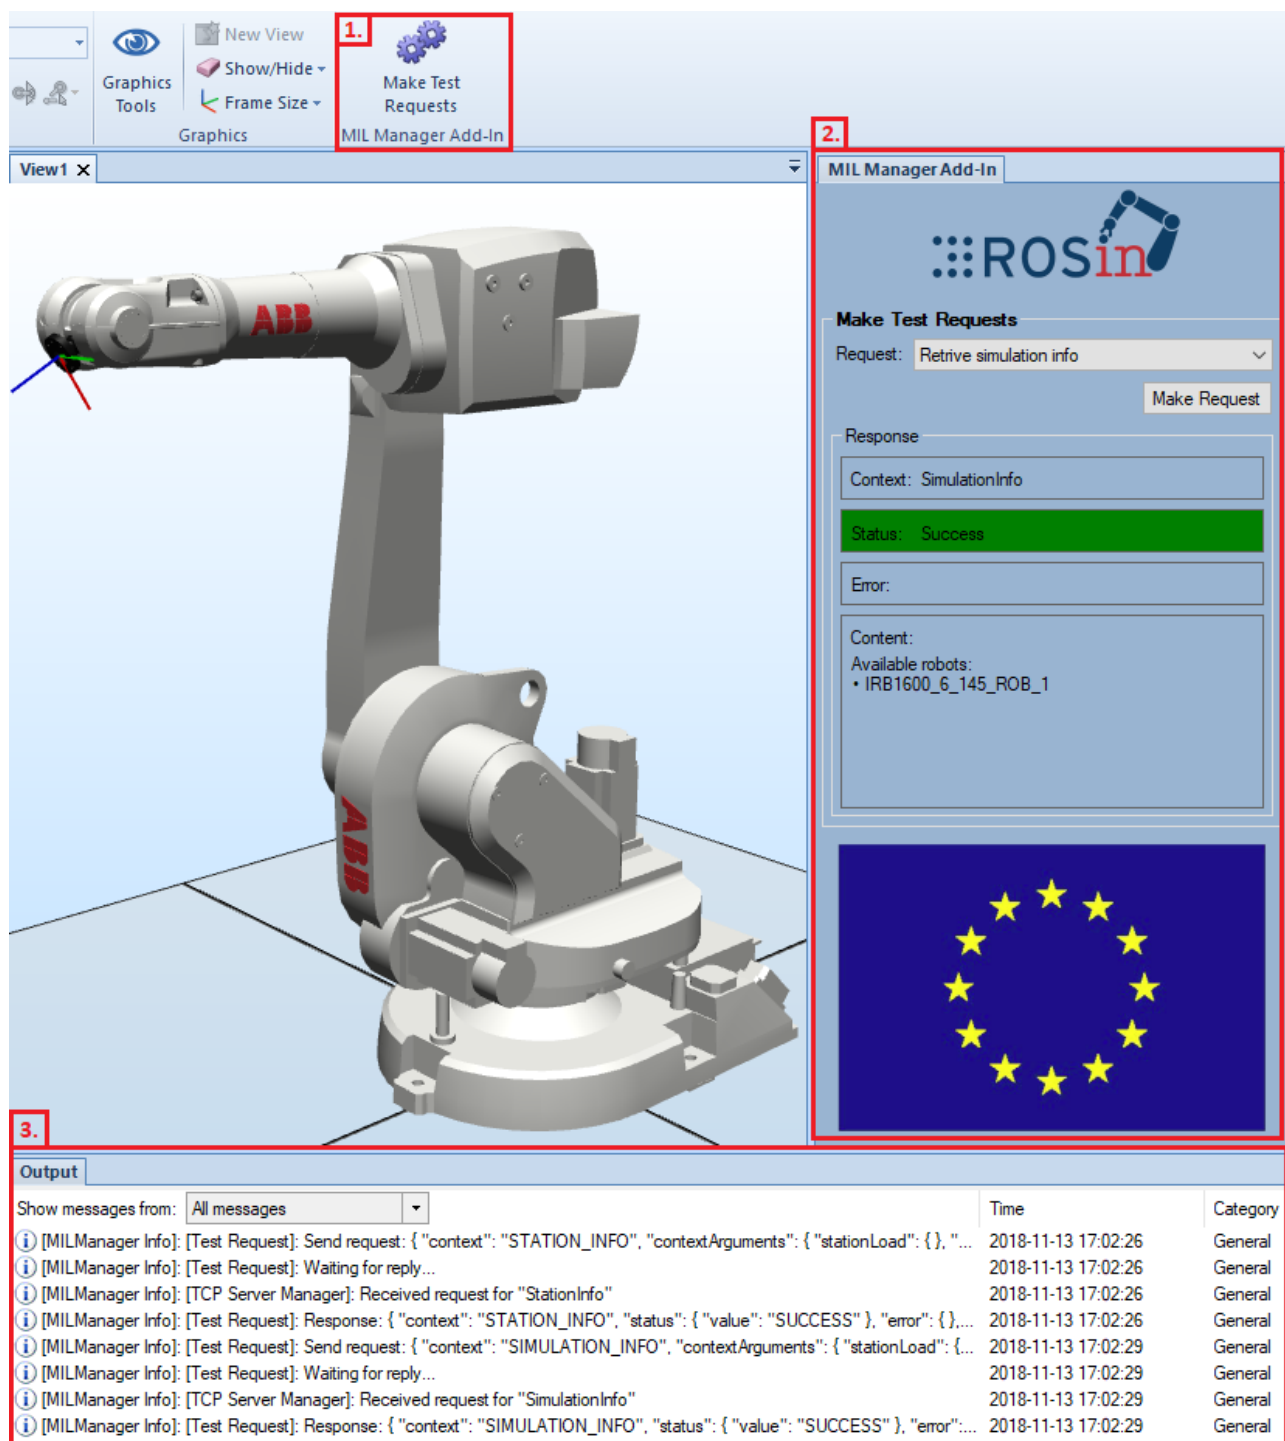 1.
New View
Show/Hide
Frame Size
Graphics
Tools
Graphics
Make Test
Requests
MIL Manager Add-In
2.
View1
MIL Manager Add-In
ROSin
Make Test Requests
Request: Retrive simulation info
Make Request
Response
Context: SimulationInfo
Status: Success
Error:
Content:
Available robots:
• IRB1600_6_145_ROB_1
ABB
ABB
3.
Output
Show messages from: All messages Time Category
[MILManager Info]: [Test Request]: Send request: { "context": "STATION_INFO", "contextArguments": { "stationLoad": { }, "... 2018-11-13 17:02:26 General
[MILManager Info]: [Test Request]: Waiting for reply... 2018-11-13 17:02:26 General
[MILManager Info]: [TCP Server Manager]: Received request for "StationInfo" 2018-11-13 17:02:26 General
[MILManager Info]: [Test Request]: Response: { "context": "STATION_INFO", "status": { "value": "SUCCESS" }, "error": { },... 2018-11-13 17:02:26 General
[MILManager Info]: [Test Request]: Send request: { "context": "SIMULATION_INFO", "contextArguments": { "stationLoad": {... 2018-11-13 17:02:29 General
[MILManager Info]: [Test Request]: Waiting for reply... 2018-11-13 17:02:29 General
[MILManager Info]: [TCP Server Manager]: Received request for "SimulationInfo" 2018-11-13 17:02:29 General
[MILManager Info]: [Test Request]: Response: { "context": "SIMULATION_INFO", "status": { "value": "SUCCESS" }, "error":... 2018-11-13 17:02:29 General